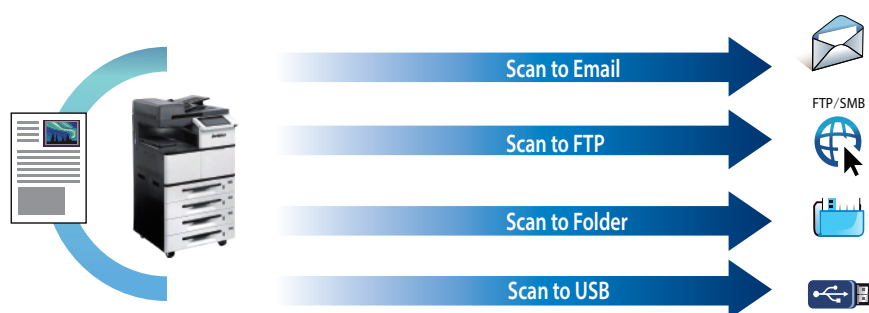 Scan to Email
FTP/SMB
Scan to FTP
Scan to Folder
Scan to USB